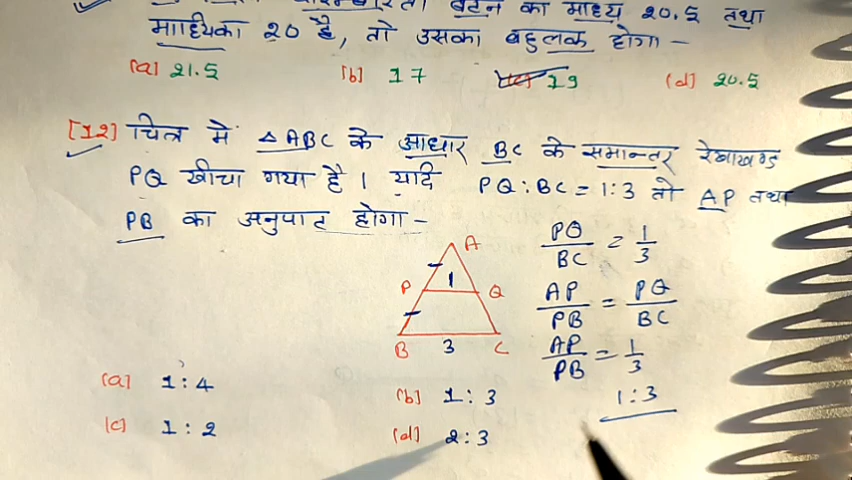 बंटन का माध्य 20.5 तथा
माध्यिका 20 है, तो उसका बहुलक होगा -
(a) 21.5 (b) 17 19 (d) 20.5
[12] चित्र में △ABC के आधार BC के समान्तर रेखाखण्ड
PQ खींचा गया है। यदि PQ:BC = 1:3 तो AP तथा
PB का अनुपात होगा -
A
P 1 Q
B 3 C
PQ/BC = 1/3
AP/PB = PQ/BC
AP/PB = 1/3
1:3
(a) 1:4 (b) 1:3
(c) 1:2 (d) 2:3